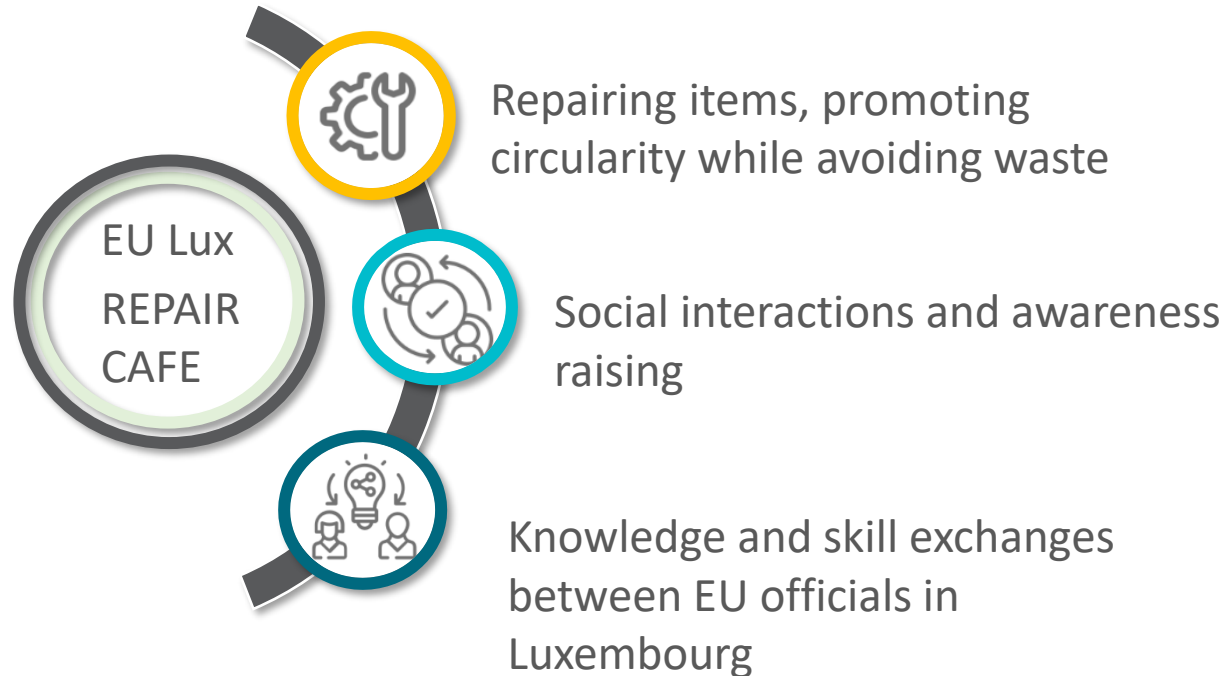 EU Lux
REPAIR
CAFE
Repairing items, promoting
circularity while avoiding waste
Social interactions and awareness
raising
Knowledge and skill exchanges
between EU officials in
Luxembourg